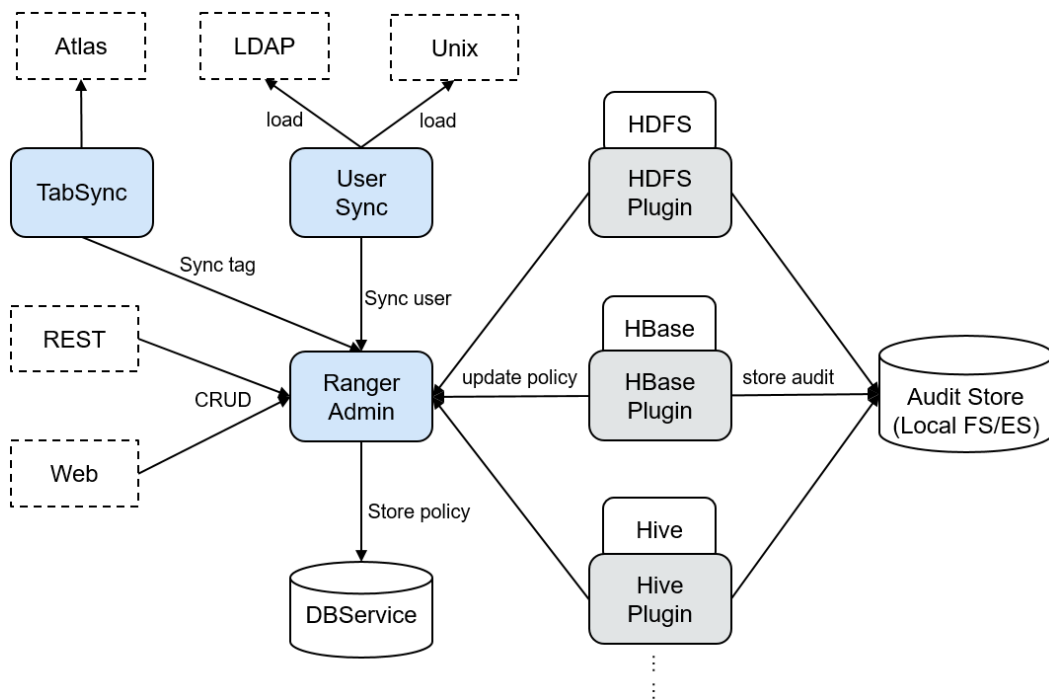 Atlas
LDAP
Unix
load
load
HDFS
TabSync
User
Sync
HDFS
Plugin
Sync tag
Sync user
REST
HBase
CRUD
Ranger
Admin
update policy
HBase
Plugin
store audit
Audit Store
(Local FS/ES)
Web
Store policy
Hive
Hive
Plugin
DBService